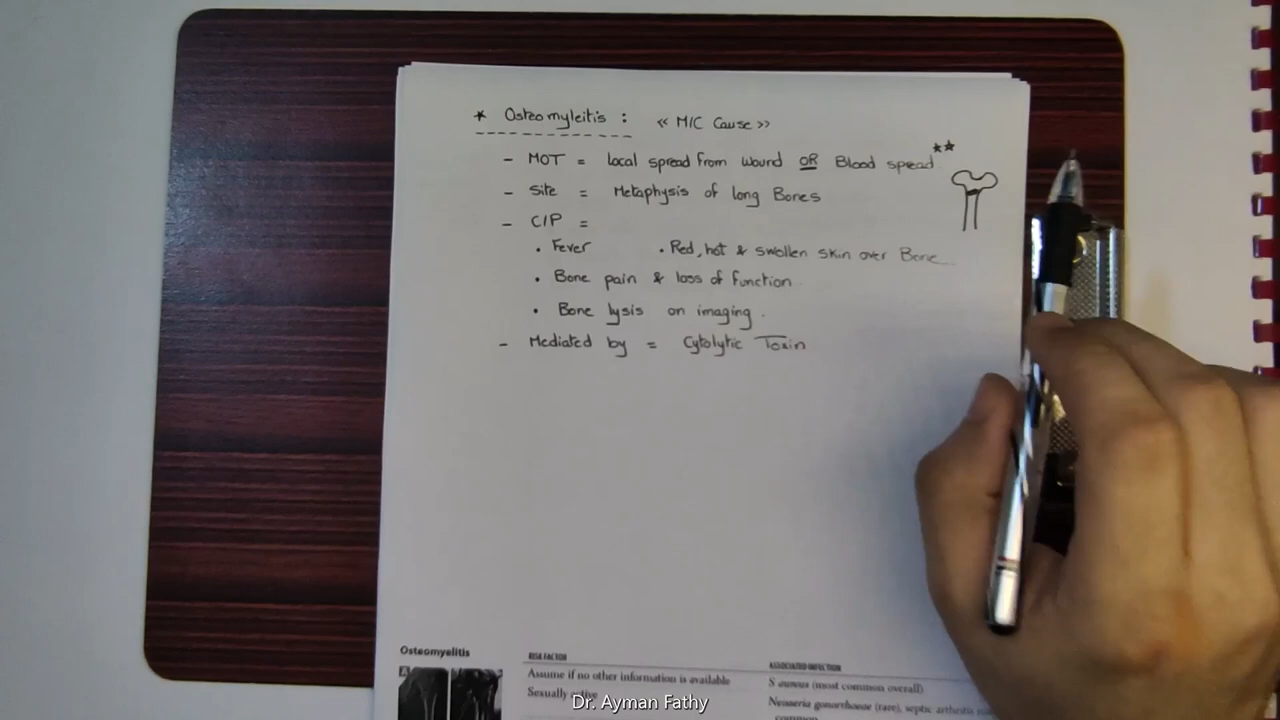 * Osteomyleitis : << M/C Cause >>
- MOT = local spread from wound OR Blood spread **
- Site = Metaphysis of long Bones
- C/P =
• Fever • Red, hot & swollen skin over Bone
• Bone pain & loss of function
• Bone lysis on imaging.
- Mediated by = Cytolytic Toxin
Osteomyelitis
RISK FACTOR ASSOCIATED INFECTION
Assume if no other information is available S aureus (most common overall)
Sexually active Neisseria gonorrhoeae (rare), septic arthritis
common
A
Dr. Ayman Fathy